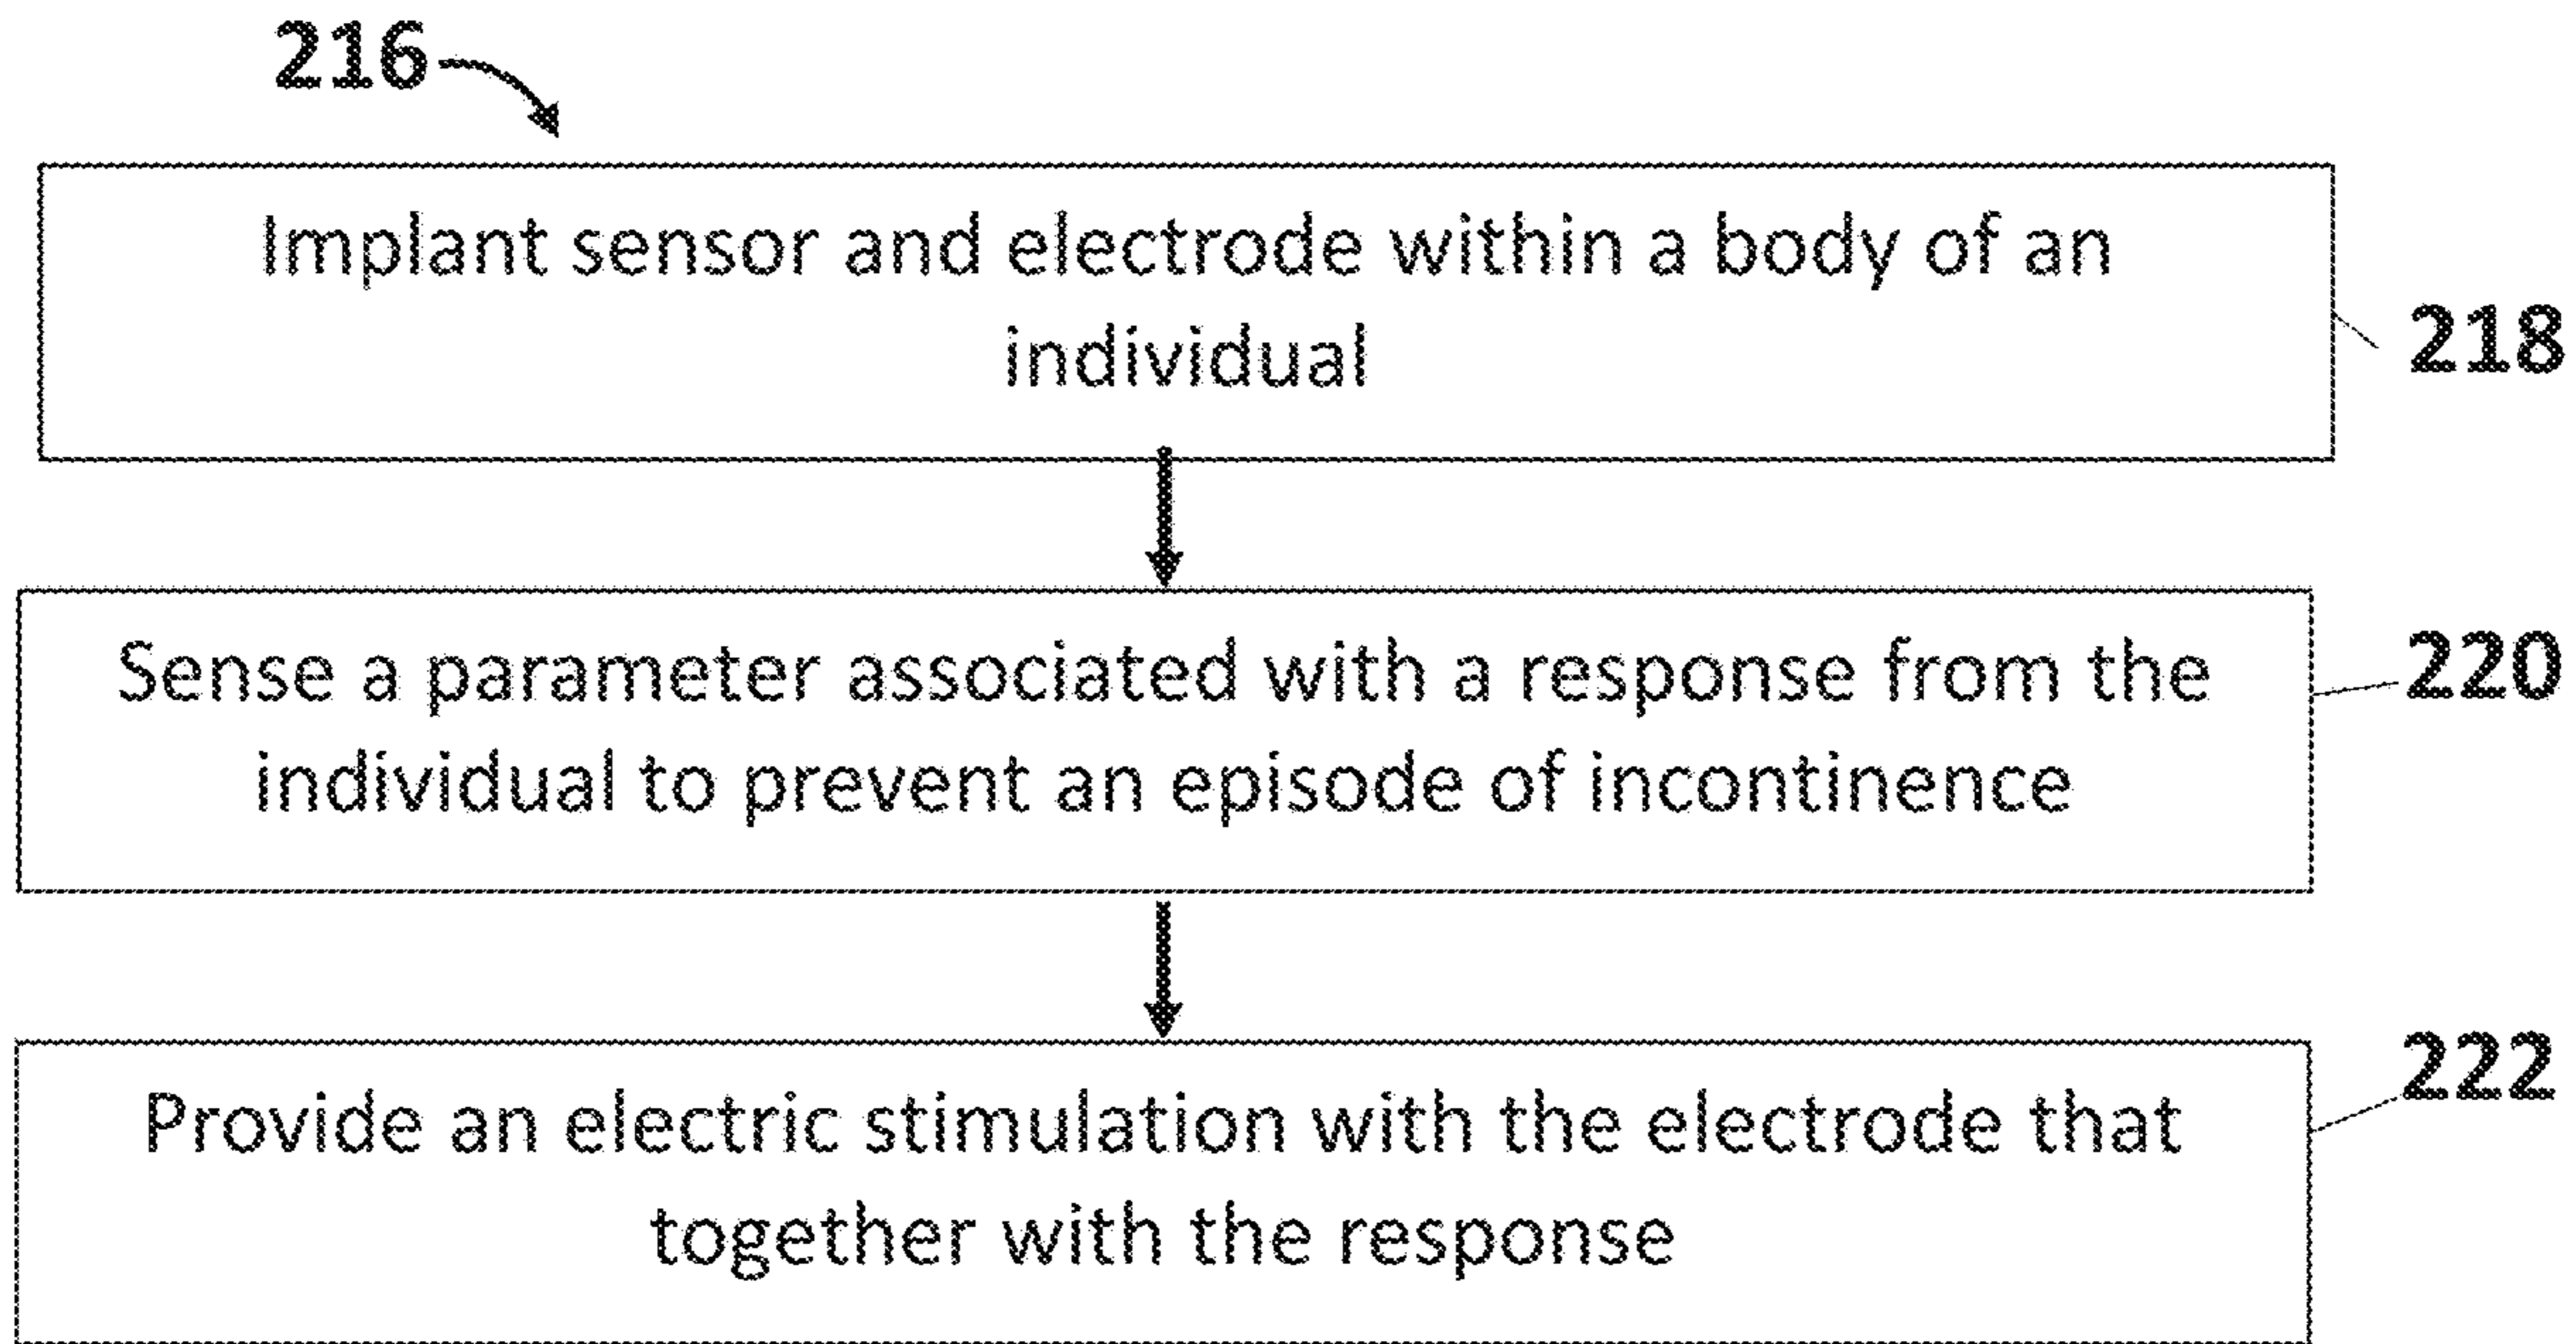 216
Implant sensor and electrode within a body of an
individual
218
Sense a parameter associated with a response from the
individual to prevent an episode of incontinence
220
Provide an electric stimulation with the electrode that
together with the response
222